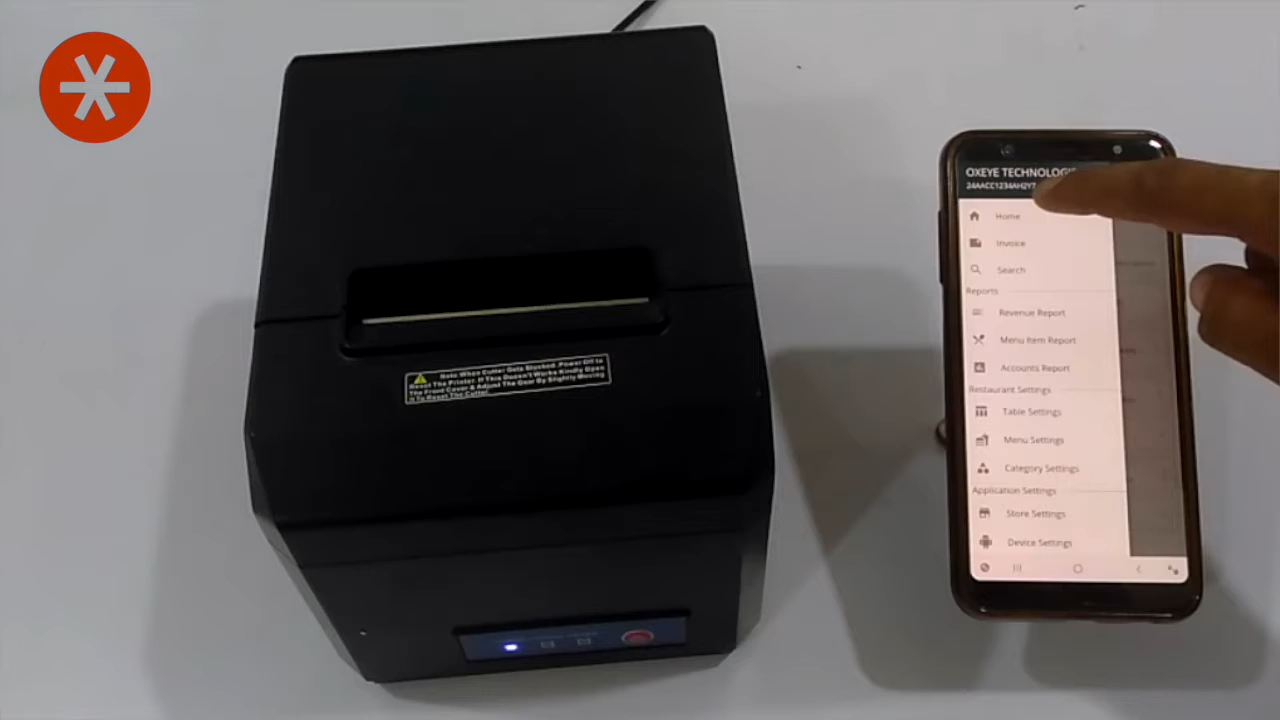 Note:When Cutter Gets Blocked. Power Off to
Reset The Printer. If This Doesn't Works Kindly Open
The Front Cover & Adjust The Gear By Slightly Moving
It To Reset The Cutter.
OXEYE TECHNOLOGI
24AACC1234AH2Y7
Home
Invoice
Search
Reports
Revenue Report
Menu Item Report
Accounts Report
Restaurant Settings
Table Settings
Menu Settings
Category Settings
Application Settings
Store Settings
Device Settings